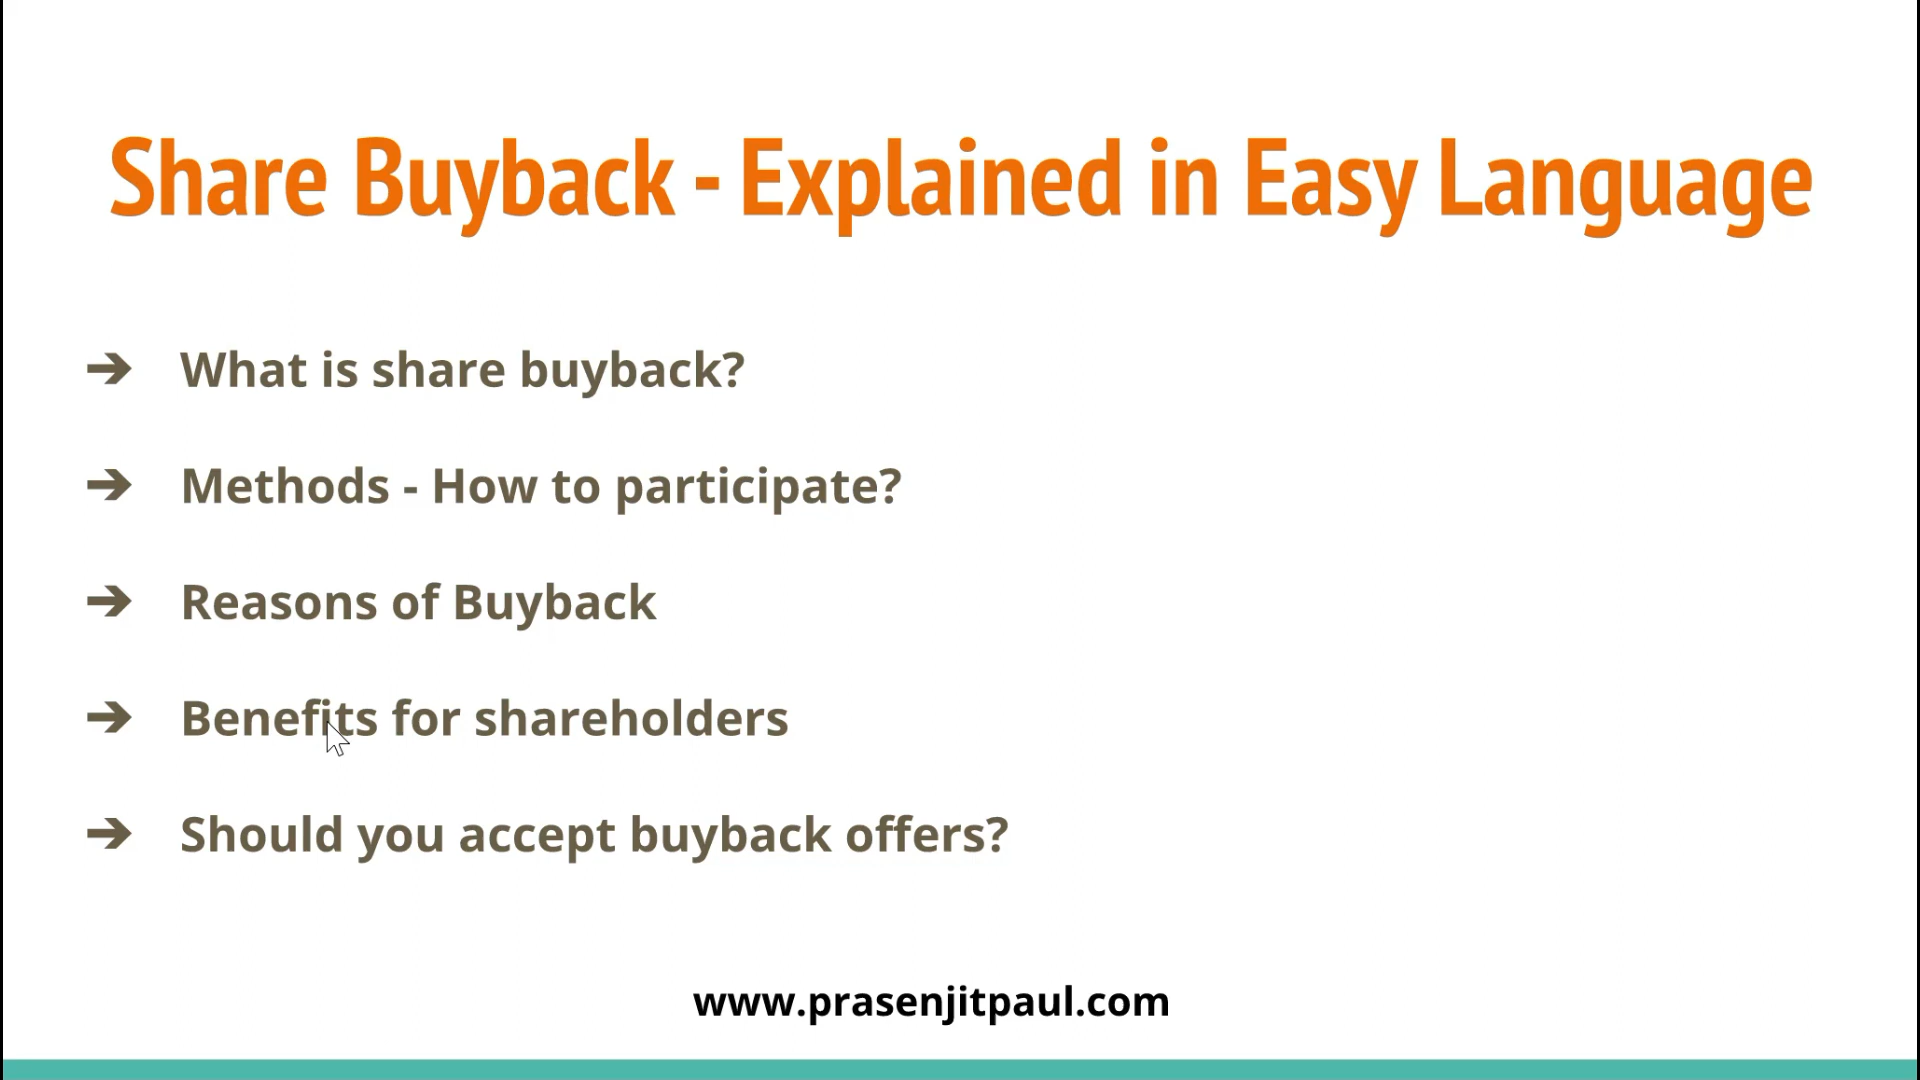 Share Buyback - Explained in Easy Language
➔ What is share buyback?
➔ Methods - How to participate?
➔ Reasons of Buyback
➔ Benefits for shareholders
➔ Should you accept buyback offers?
www.prasenjitpaul.com